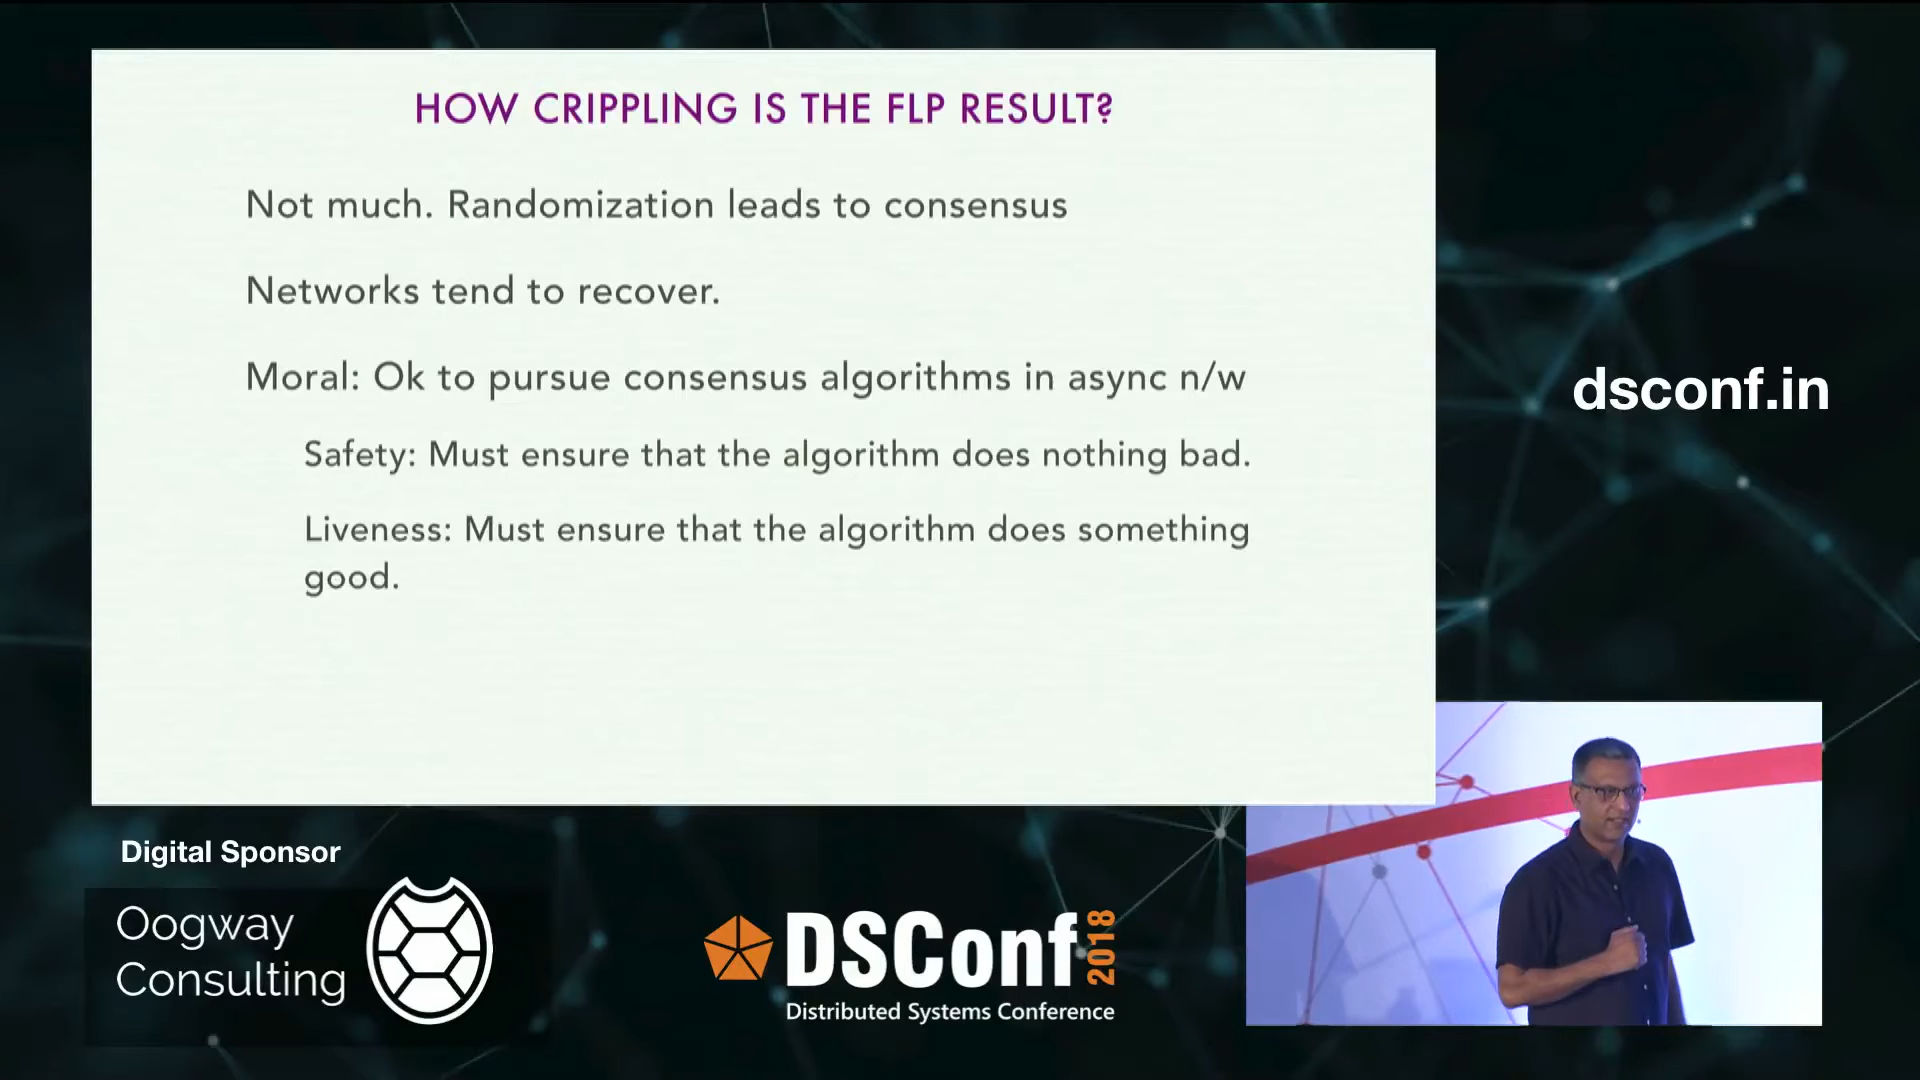 HOW CRIPPLING IS THE FLP RESULT?
Not much. Randomization leads to consensus
Networks tend to recover.
Moral: Ok to pursue consensus algorithms in async n/w
Safety: Must ensure that the algorithm does nothing bad.
Liveness: Must ensure that the algorithm does something
good.
dsconf.in
Digital Sponsor
Oogway
Consulting
DSConf 2018
Distributed Systems Conference